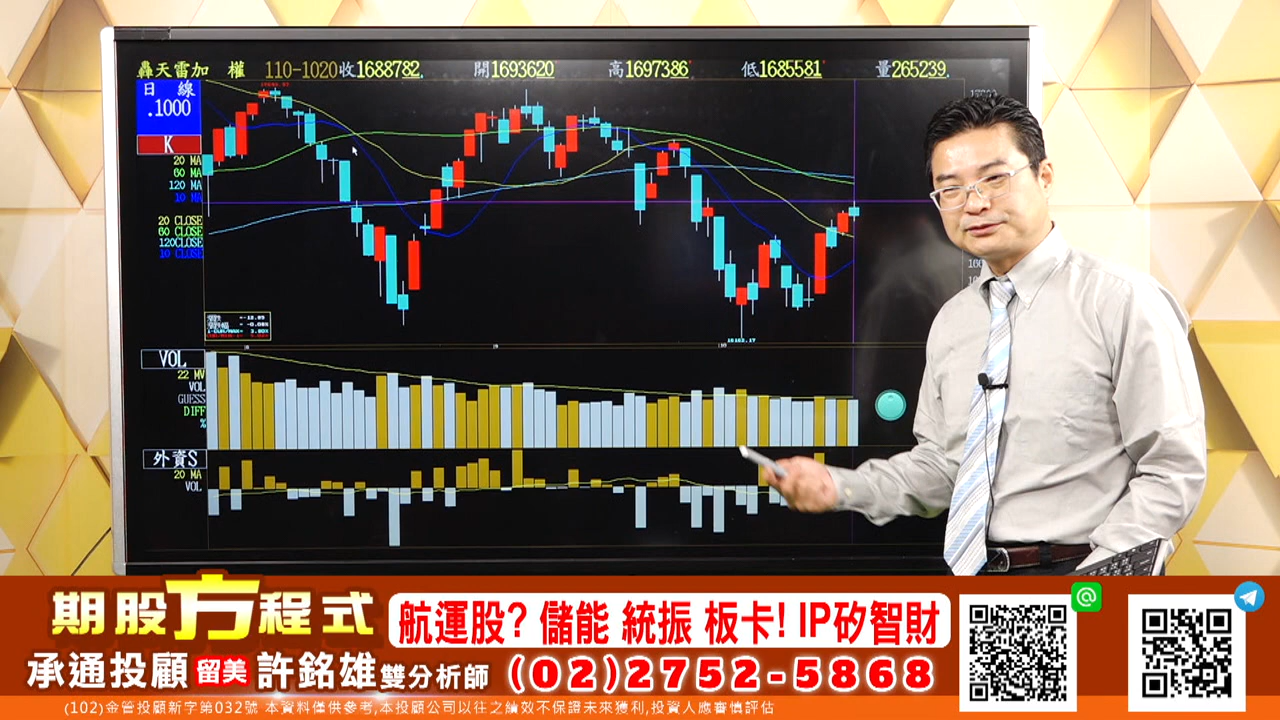 轟天雷加 權 110-1020收1688782. 開1693620 高1697386 低1685581 量265239.
日 線
.1000
K
20 MA
60 MA
120 MA
10 MA
20 CLOSE
60 CLOSE
120CLOSE
10 CLOSE
VOL
22 MV
VOL
GUESS
DIFF
%
外資S
20 MA
VOL
期股方程式
航運股? 儲能 統振 板卡! IP矽智財
承通投顧 留美 許銘雄 雙分析師 (02)2752-5868
(102)金管投顧新字第032號 本資料僅供參考,本投顧公司以往之績效不保證未來獲利,投資人應審慎評估